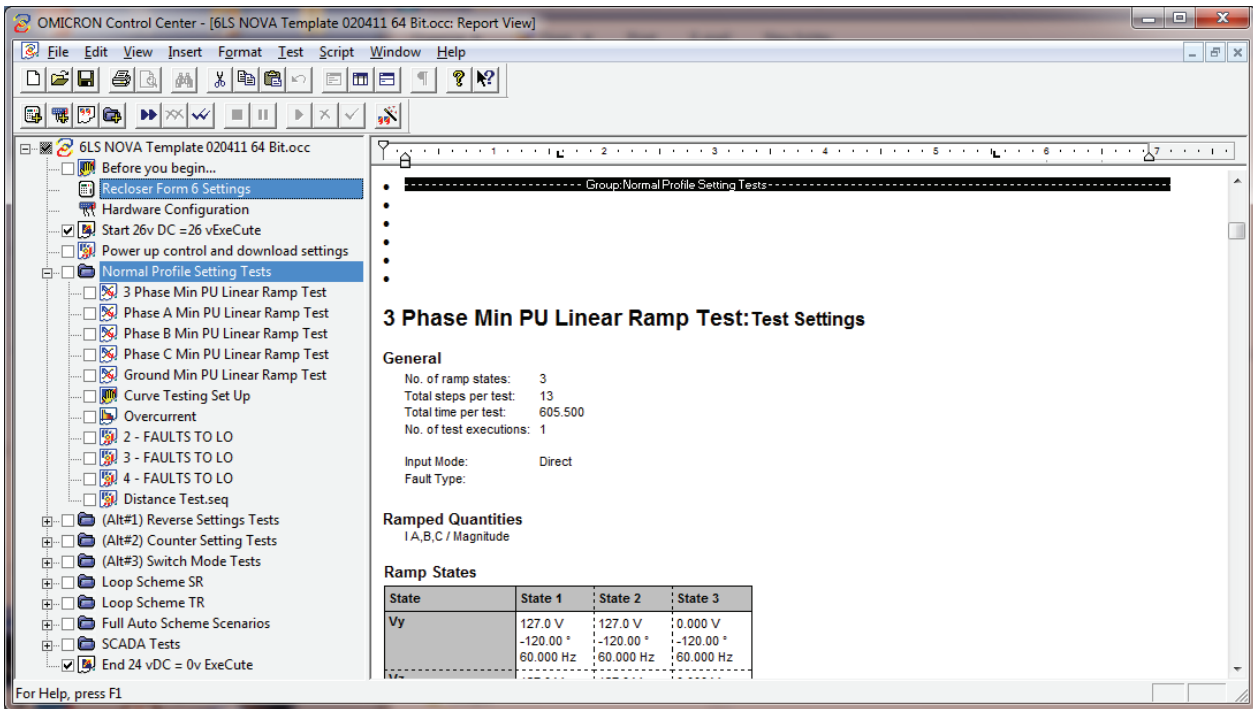 OMICRON Control Center - [6LS NOVA Template 020411 64 Bit.occ: Report View]
File Edit View Insert Format Test Script Window Help
6LS NOVA Template 020411 64 Bit.occ
Before you begin...
Recloser Form 6 Settings
Hardware Configuration
Start 26v DC =26 vExeCute
Power up control and download settings
Normal Profile Setting Tests
3 Phase Min PU Linear Ramp Test
Phase A Min PU Linear Ramp Test
Phase B Min PU Linear Ramp Test
Phase C Min PU Linear Ramp Test
Ground Min PU Linear Ramp Test
Curve Testing Set Up
Overcurrent
2 - FAULTS TO LO
3 - FAULTS TO LO
4 - FAULTS TO LO
Distance Test.seq
(Alt#1) Reverse Settings Tests
(Alt#2) Counter Setting Tests
(Alt#3) Switch Mode Tests
Loop Scheme SR
Loop Scheme TR
Full Auto Scheme Scenarios
SCADA Tests
End 24 vDC = 0v ExeCute
1 2 3 4 5 6 7
Group:Normal Profile Setting Tests
3 Phase Min PU Linear Ramp Test: Test Settings
General
No. of ramp states: 3
Total steps per test: 13
Total time per test: 605.500
No. of test executions: 1
Input Mode: Direct
Fault Type:
Ramped Quantities
I A,B,C / Magnitude
Ramp States
State State 1 State 2 State 3
Vy 127.0 V 127.0 V 0.000 V
-120.00 ° -120.00 ° -120.00 °
60.000 Hz 60.000 Hz 60.000 Hz
For Help, press F1